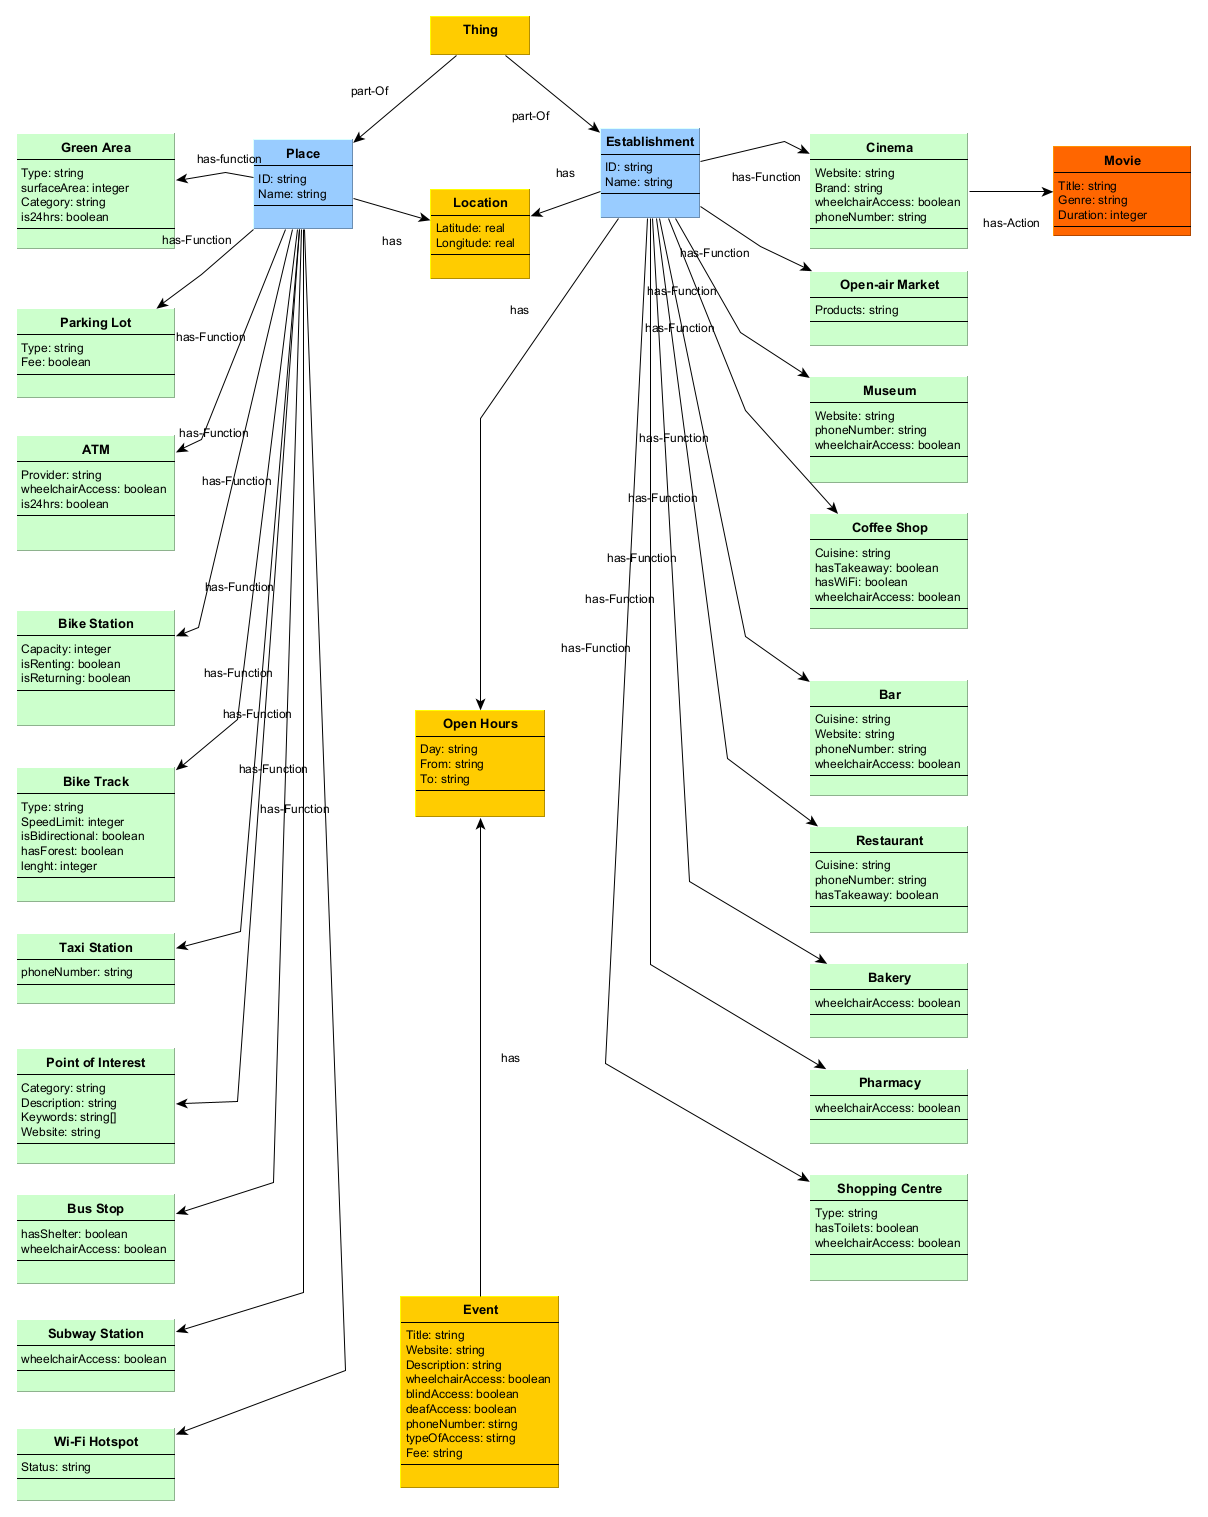 Thing
part-Of
part-Of
Green Area
Type: string
surfaceArea: integer
Category: string
is24hrs: boolean
has-function
Place
ID: string
Name: string
has
Location
Latitude: real
Longitude: real
has
Establishment
ID: string
Name: string
has-Function
Cinema
Website: string
Brand: string
wheelchairAccess: boolean
phoneNumber: string
has-Action
Movie
Title: string
Genre: string
Duration: integer
has-Function
Parking Lot
Type: string
Fee: boolean
has-Function
ATM
Provider: string
wheelchairAccess: boolean
is24hrs: boolean
has-Function
has-Function
Bike Station
Capacity: integer
isRenting: boolean
isReturning: boolean
has-Function
has-Function
has-Function
Bike Track
Type: string
SpeedLimit: integer
isBidirectional: boolean
hasForest: boolean
lenght: integer
has-Function
has-Function
Taxi Station
phoneNumber: string
Point of Interest
Category: string
Description: string
Keywords: string[]
Website: string
Bus Stop
hasShelter: boolean
wheelchairAccess: boolean
Subway Station
wheelchairAccess: boolean
Wi-Fi Hotspot
Status: string
has
Open Hours
Day: string
From: string
To: string
has
Event
Title: string
Website: string
Description: string
wheelchairAccess: boolean
blindAccess: boolean
deafAccess: boolean
phoneNumber: stirng
typeOfAccess: stirng
Fee: string
has-Function
has-Function
has-Function
has-Function
has-Function
has-Function
has-Function
has-Function
Open-air Market
Products: string
Museum
Website: string
phoneNumber: string
wheelchairAccess: boolean
Coffee Shop
Cuisine: string
hasTakeaway: boolean
hasWiFi: boolean
wheelchairAccess: boolean
Bar
Cuisine: string
Website: string
phoneNumber: string
wheelchairAccess: boolean
Restaurant
Cuisine: string
phoneNumber: string
hasTakeaway: boolean
Bakery
wheelchairAccess: boolean
Pharmacy
wheelchairAccess: boolean
Shopping Centre
Type: string
hasToilets: boolean
wheelchairAccess: boolean